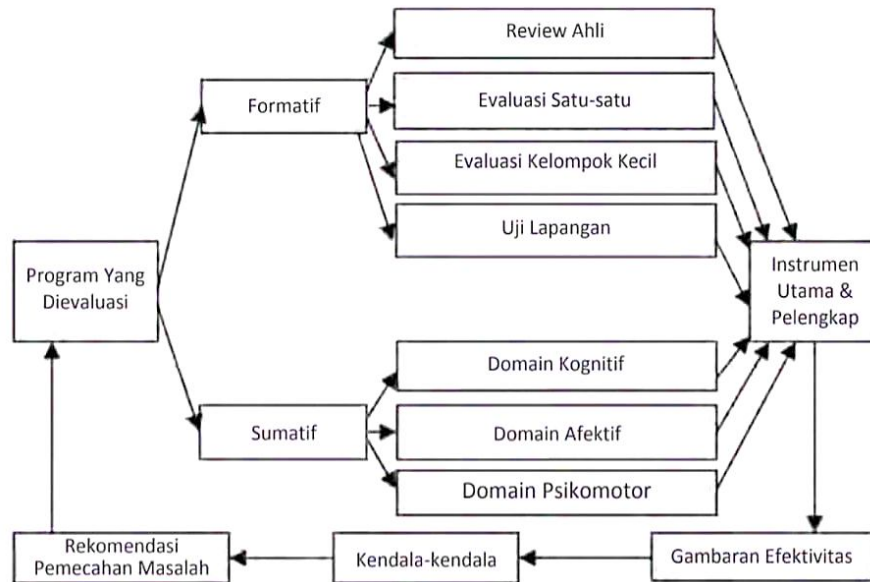 Review Ahli
Formatif
Evaluasi Satu-satu
Evaluasi Kelompok Kecil
Uji Lapangan
Program Yang
Dievaluasi
Instrumen
Utama &
Pelengkap
Domain Kognitif
Sumatif
Domain Afektif
Domain Psikomotor
Rekomendasi
Pemecahan Masalah
Kendala-kendala
Gambaran Efektivitas